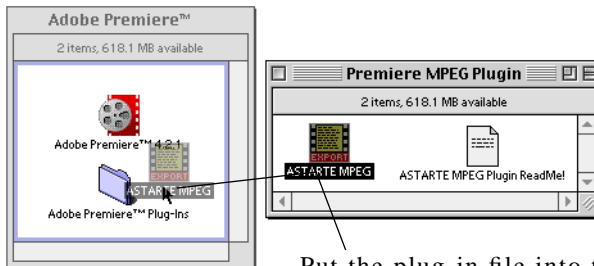 Adobe Premiere™
2 items, 618.1 MB available
Adobe Premiere™ 4.2.1
EXPORT
ASTARTE MPEG
Adobe Premiere™ Plug-Ins
Premiere MPEG Plugin
2 items, 618.1 MB available
EXPORT
ASTARTE MPEG
ASTARTE MPEG Plugin ReadMe!
Put the plug-in file into